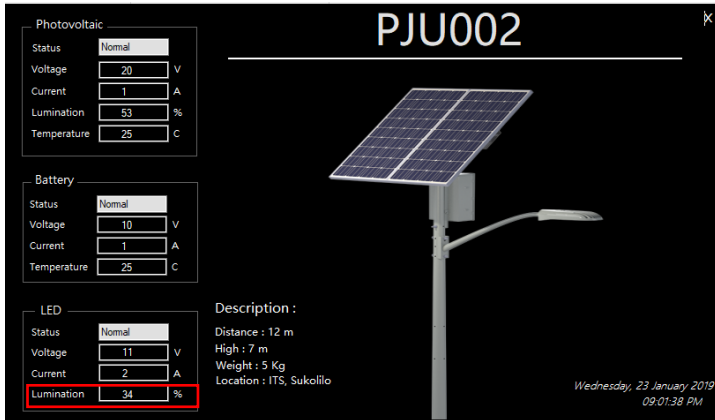 PJU002
X
Photovoltaic
Status Normal
Voltage 20 V
Current 1 A
Lumination 53 %
Temperature 25 C
Battery
Status Normal
Voltage 10 V
Current 1 A
Temperature 25 C
LED
Status Normal
Voltage 11 V
Current 2 A
Lumination 34 %
Description :
Distance : 12 m
High : 7 m
Weight : 5 Kg
Location : ITS, Sukolilo
Wednesday, 23 January 2019
09:01:38 PM